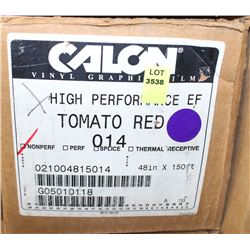 CALON
VINYL GRAPHIC FILM
LOT
3538
HIGH PERFORMANCE EF
TOMATO RED
014
NONPERF PERF SPLICE THERMAL RECEPTIVE
021004815014 48in X 150ft
G05010118